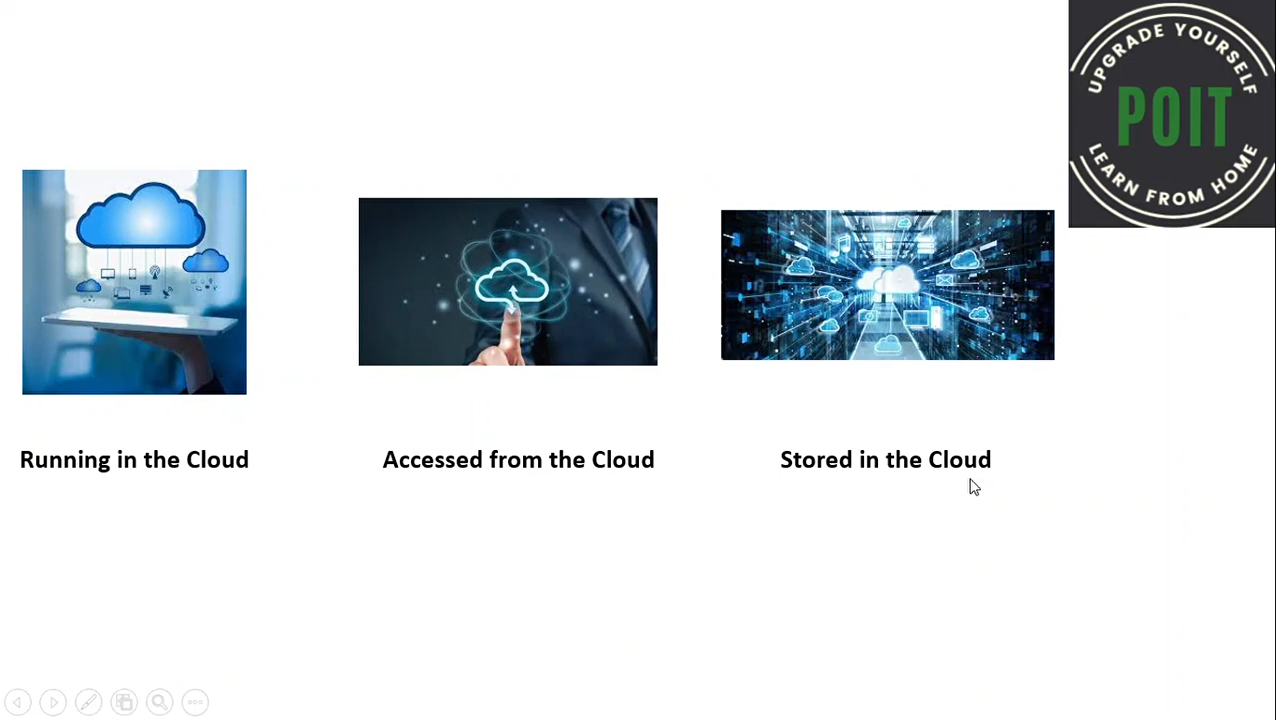 UPGRADE YOURSELF
POIT
LEARN FROM HOME
Running in the Cloud
Accessed from the Cloud
Stored in the Cloud